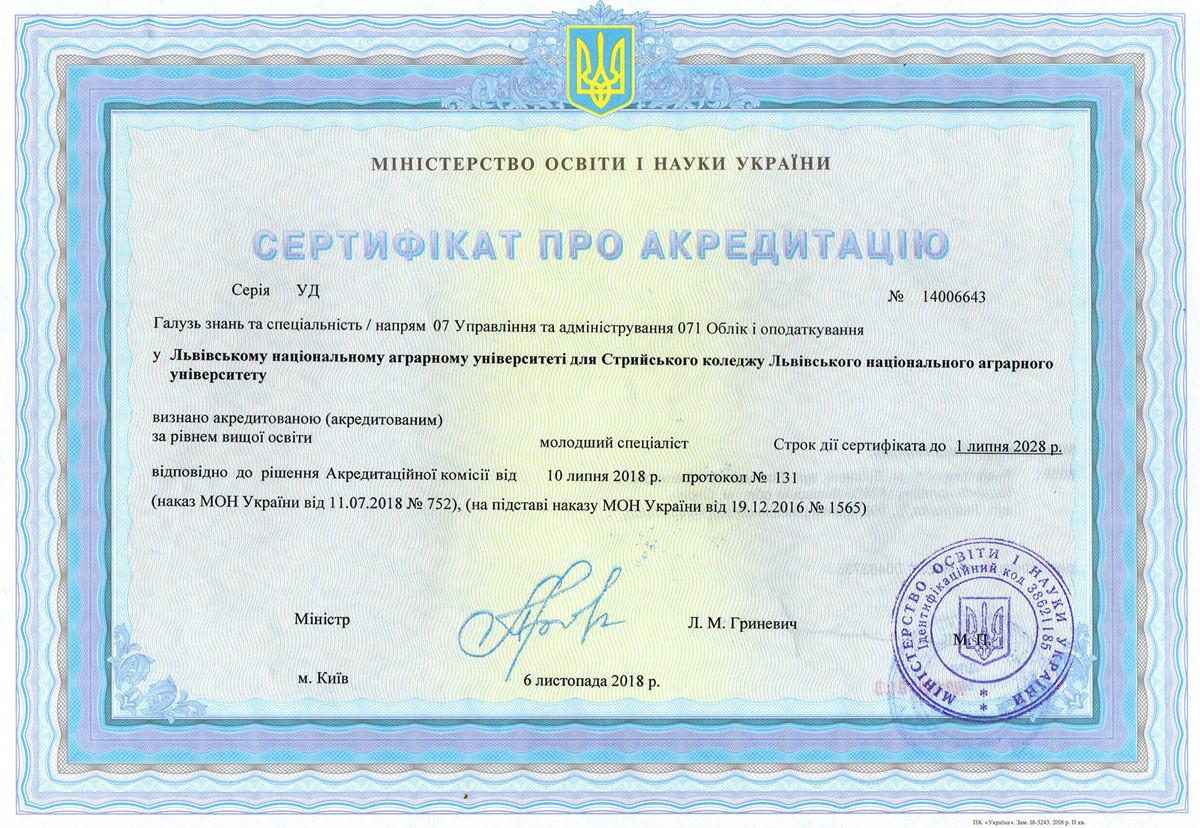 МІНІСТЕРСТВО ОСВІТИ І НАУКИ УКРАЇНИ
СЕРТИФІКАТ ПРО АКРЕДИТАЦІЮ
Серія УД № 14006643
Галузь знань та спеціальність / напрям 07 Управління та адміністрування 071 Облік і оподаткування
у Львівському національному аграрному університеті для Стрийського коледжу Львівського національного аграрного
університету
визнано акредитованою (акредитованим)
за рівнем вищої освіти молодший спеціаліст Строк дії сертифіката до 1 липня 2028 р.
відповідно до рішення Акредитаційної комісії від 10 липня 2018 р. протокол № 131
(наказ МОН України від 11.07.2018 № 752), (на підставі наказу МОН України від 19.12.2016 № 1565)
Міністр Л. М. Гриневич
МІНІСТЕРСТВО ОСВІТИ І НАУКИ УКРАЇНИ
Ідентифікаційний код 38621185
М. П.
м. Київ 6 листопада 2018 р.
ПК «Україна». Зам. 18-3243. 2018 р. ІІ кв.